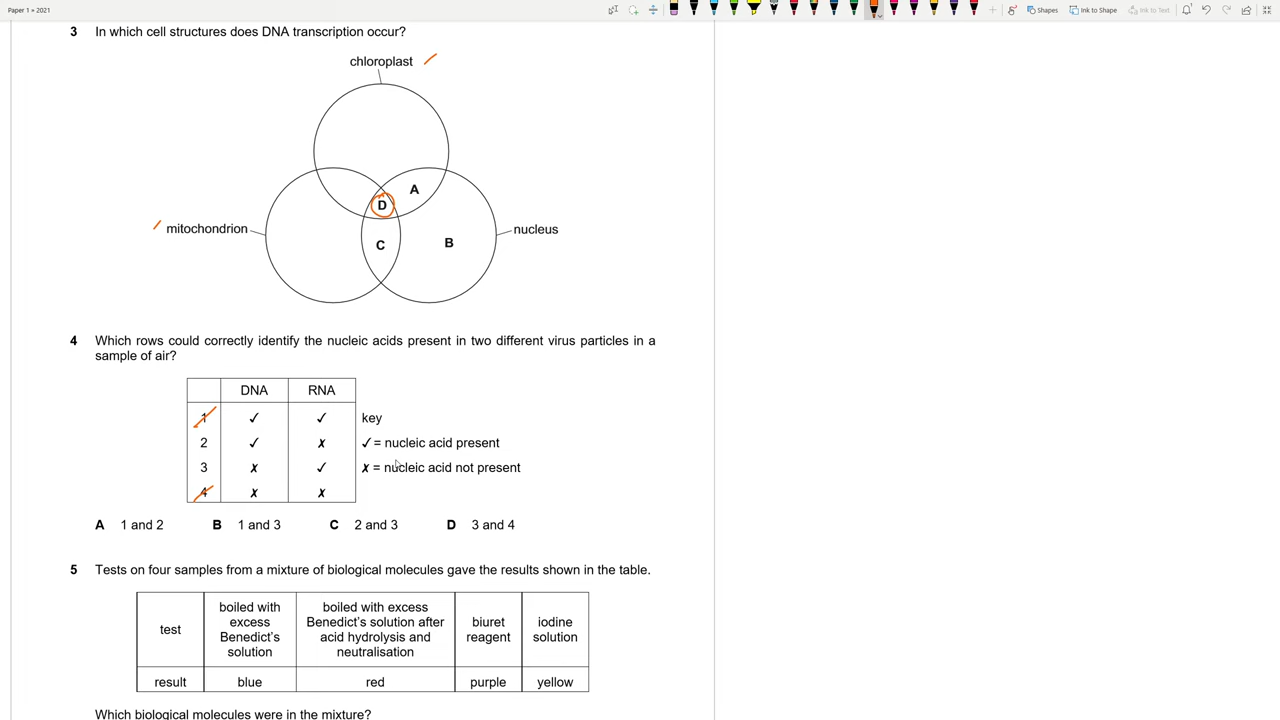 Paper 1 » 2021
Shapes
Ink to Shape
Ink to Text
3 In which cell structures does DNA transcription occur?
chloroplast
A
D
mitochondrion
nucleus
C
B
4 Which rows could correctly identify the nucleic acids present in two different virus particles in a
sample of air?
DNA RNA
1 ✓ ✓ key
2 ✓ ✗ ✓ = nucleic acid present
3 ✗ ✓ ✗ = nucleic acid not present
4 ✗ ✗
A 1 and 2 B 1 and 3 C 2 and 3 D 3 and 4
5 Tests on four samples from a mixture of biological molecules gave the results shown in the table.
test
boiled with
excess
Benedict's
solution
boiled with excess
Benedict's solution after
acid hydrolysis and
neutralisation
biuret
reagent
iodine
solution
result blue red purple yellow
Which biological molecules were in the mixture?